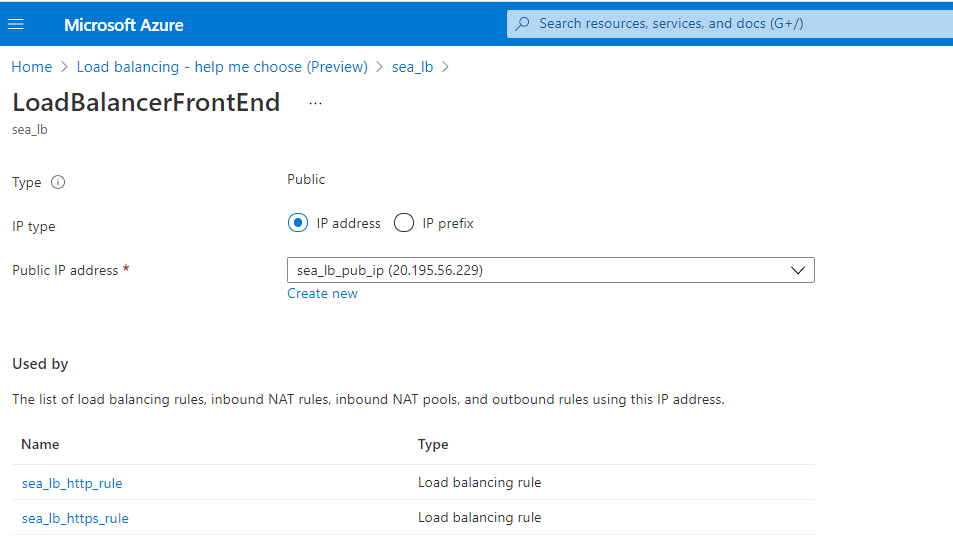 Microsoft Azure
Search resources, services, and docs (G+/)
Home > Load balancing - help me choose (Preview) > sea_lb >
LoadBalancerFrontEnd ...
sea_lb
Type Public
IP type IP address IP prefix
Public IP address * sea_lb_pub_ip (20.195.56.229)
Create new
Used by
The list of load balancing rules, inbound NAT rules, inbound NAT pools, and outbound rules using this IP address.
Name Type
sea_lb_http_rule Load balancing rule
sea_lb_https_rule Load balancing rule